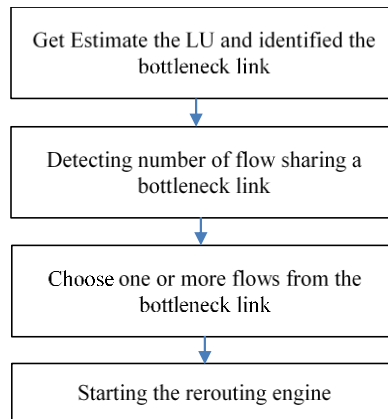 Get Estimate the LU and identified the
bottleneck link
Detecting number of flow sharing a
bottleneck link
Choose one or more flows from the
bottleneck link
Starting the rerouting engine